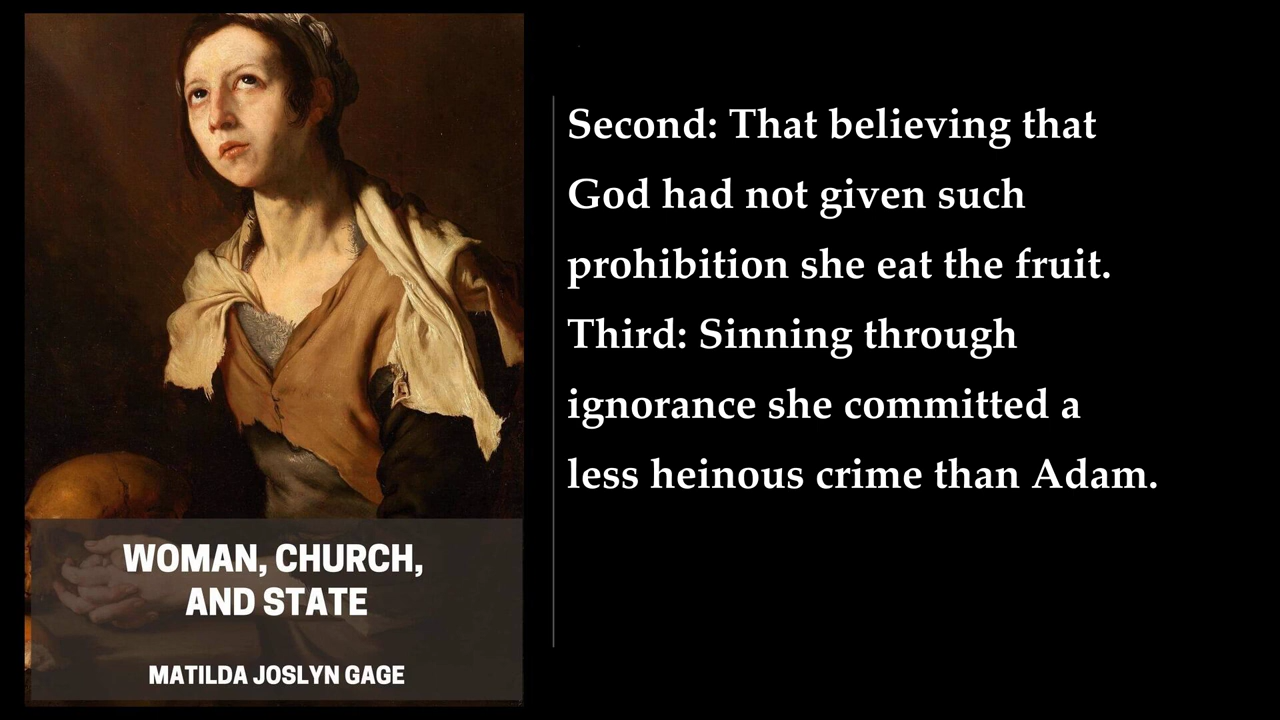 WOMAN, CHURCH,
AND STATE
MATILDA JOSLYN GAGE
Second: That believing that
God had not given such
prohibition she eat the fruit.
Third: Sinning through
ignorance she committed a
less heinous crime than Adam.